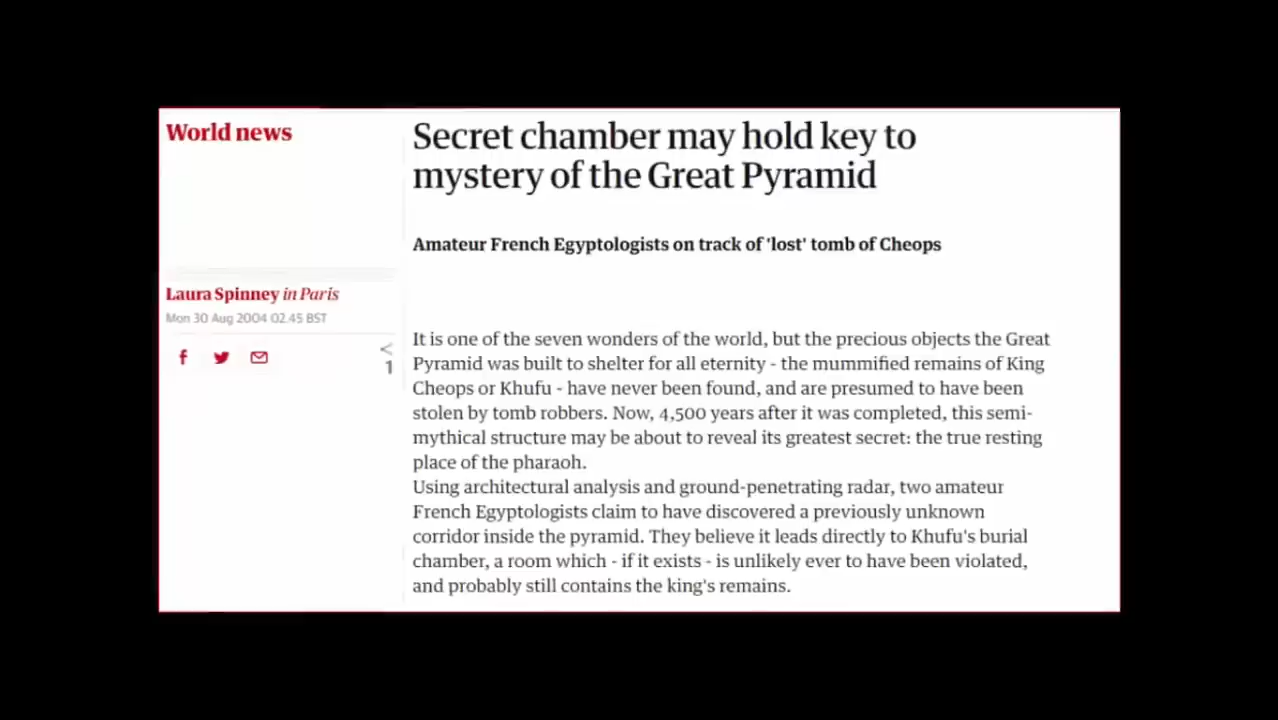 World news
Secret chamber may hold key to
mystery of the Great Pyramid
Amateur French Egyptologists on track of 'lost' tomb of Cheops
Laura Spinney in Paris
Mon 30 Aug 2004 02.45 BST
1
It is one of the seven wonders of the world, but the precious objects the Great
Pyramid was built to shelter for all eternity - the mummified remains of King
Cheops or Khufu - have never been found, and are presumed to have been
stolen by tomb robbers. Now, 4,500 years after it was completed, this semi-
mythical structure may be about to reveal its greatest secret: the true resting
place of the pharaoh.
Using architectural analysis and ground-penetrating radar, two amateur
French Egyptologists claim to have discovered a previously unknown
corridor inside the pyramid. They believe it leads directly to Khufu's burial
chamber, a room which - if it exists - is unlikely ever to have been violated,
and probably still contains the king's remains.